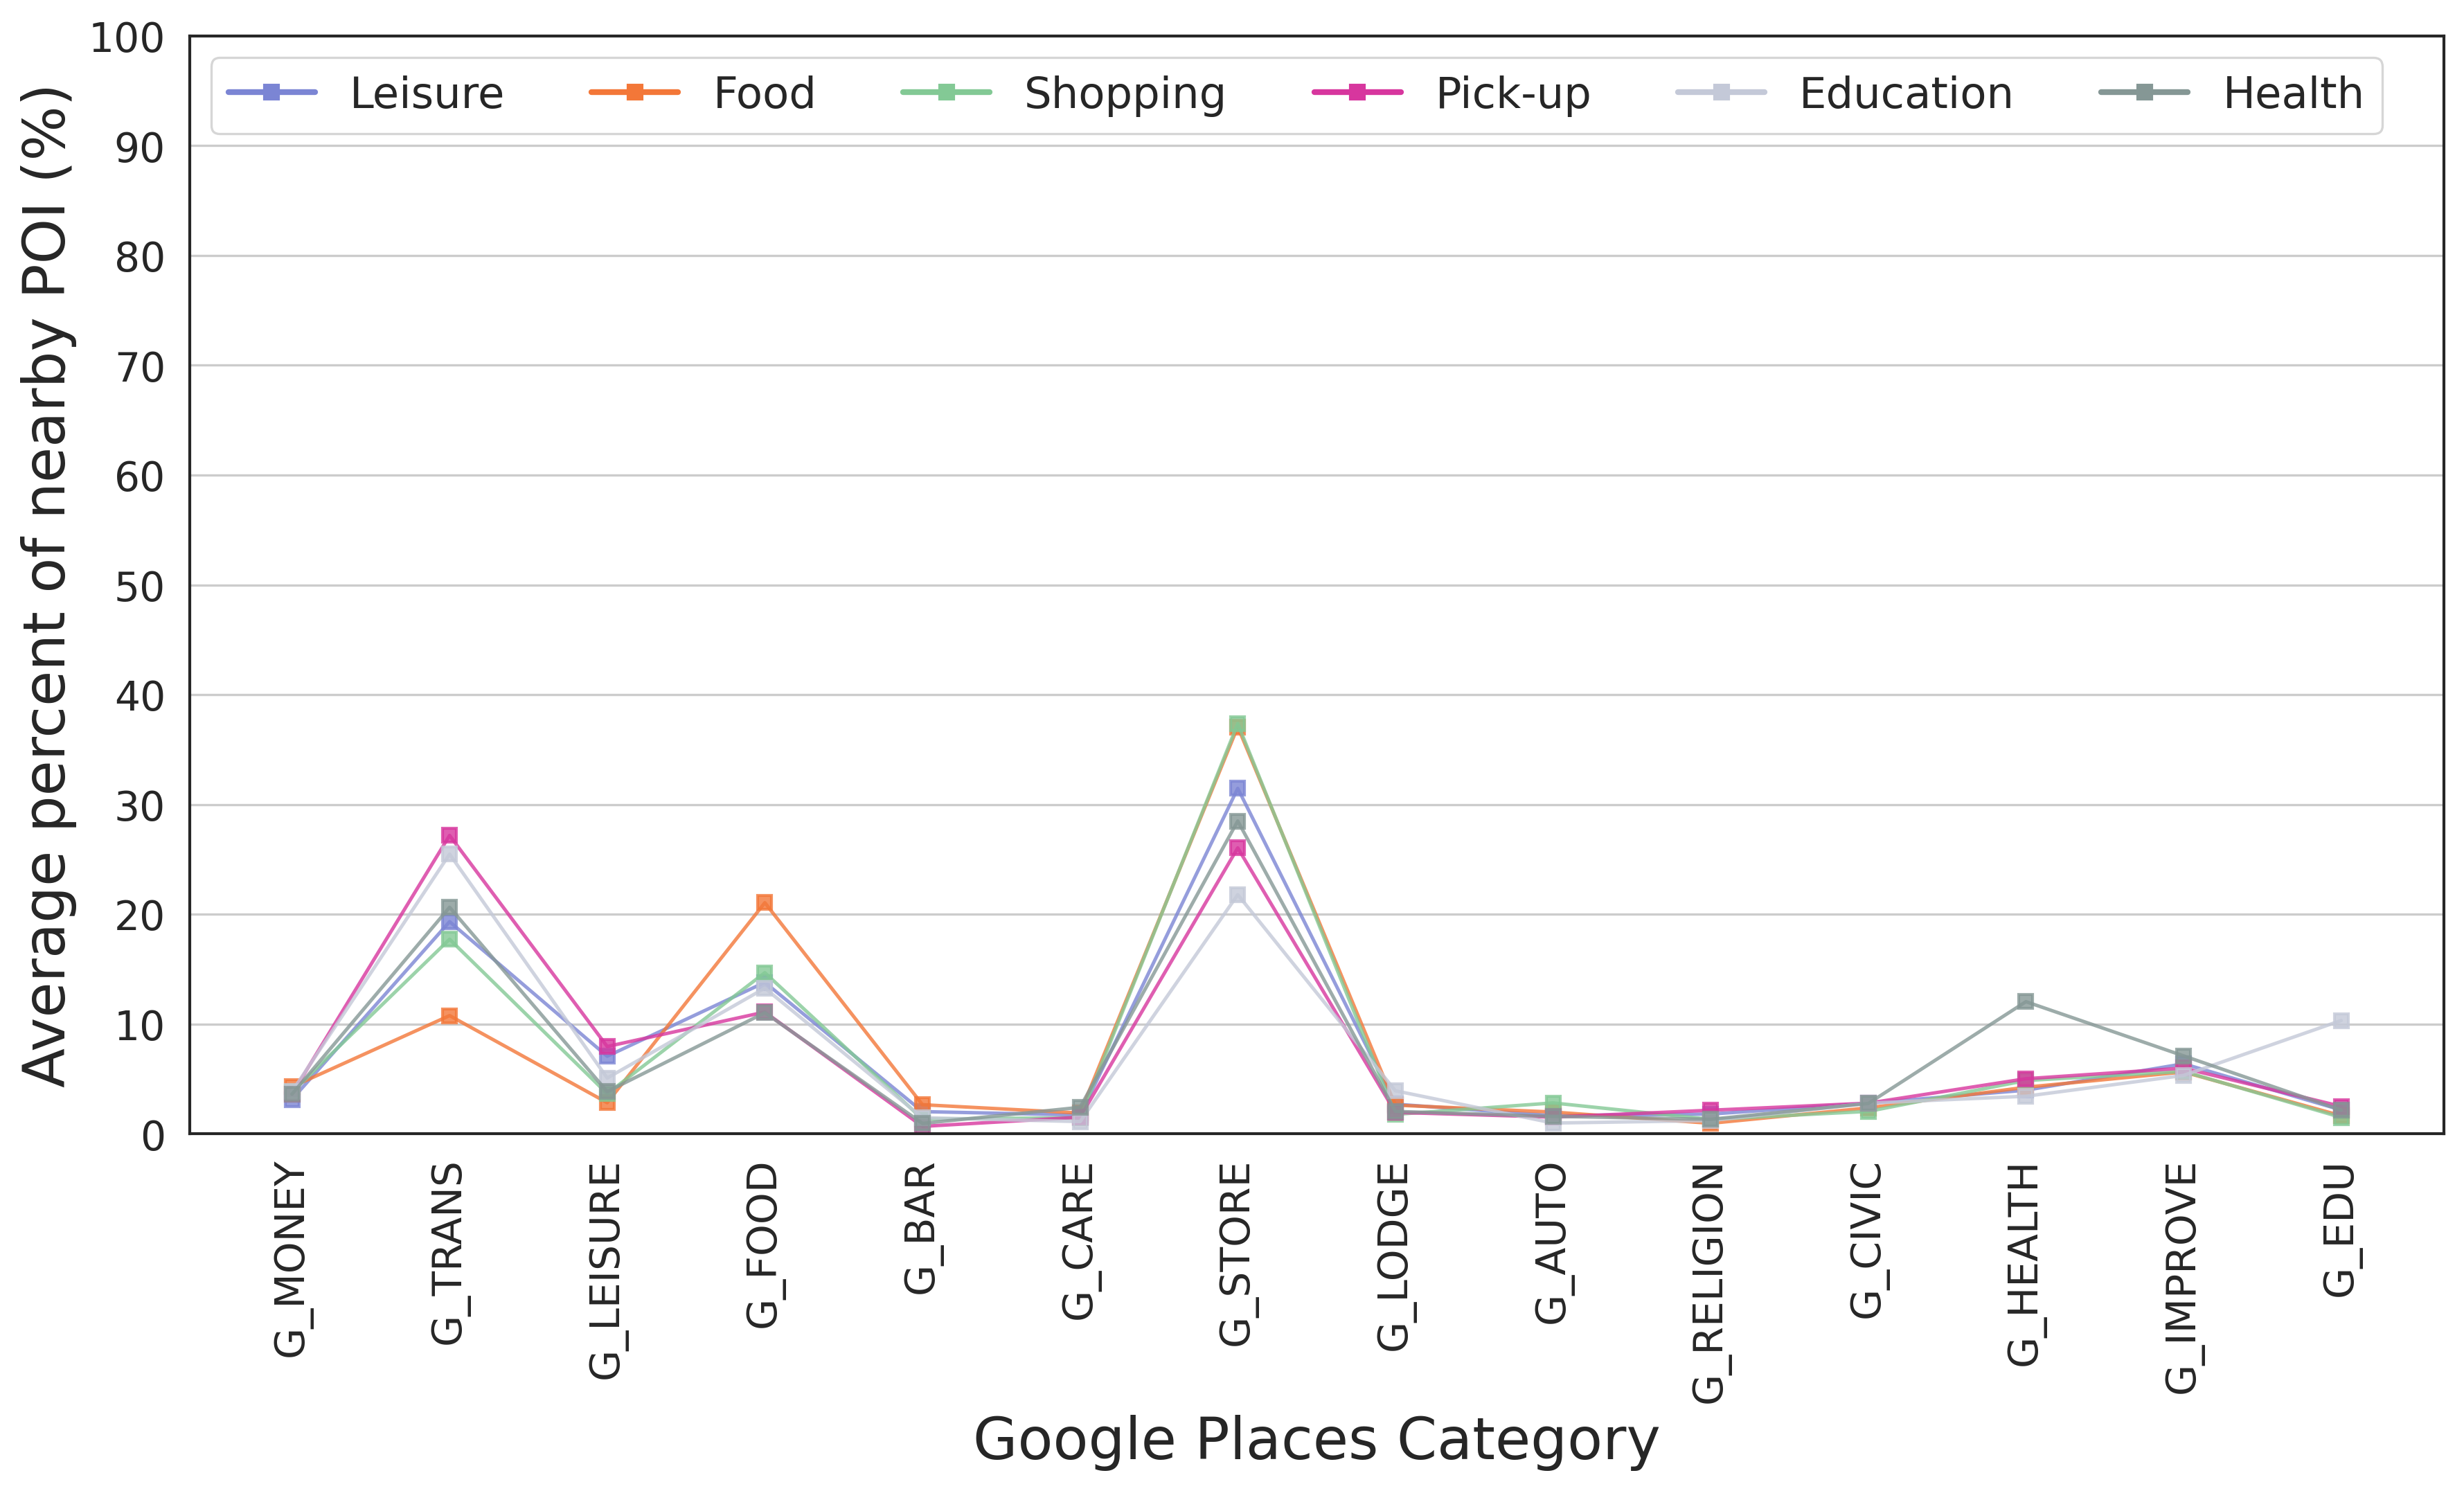 Average percent of nearby POI (%)
100
90
80
70
60
50
40
30
20
10
0
Leisure Food Shopping Pick-up Education Health
G_MONEY
G_TRANS
G_LEISURE
G_FOOD
G_BAR
G_CARE
G_STORE
G_LODGE
G_AUTO
G_RELIGION
G_CIVIC
G_HEALTH
G_IMPROVE
G_EDU
Google Places Category